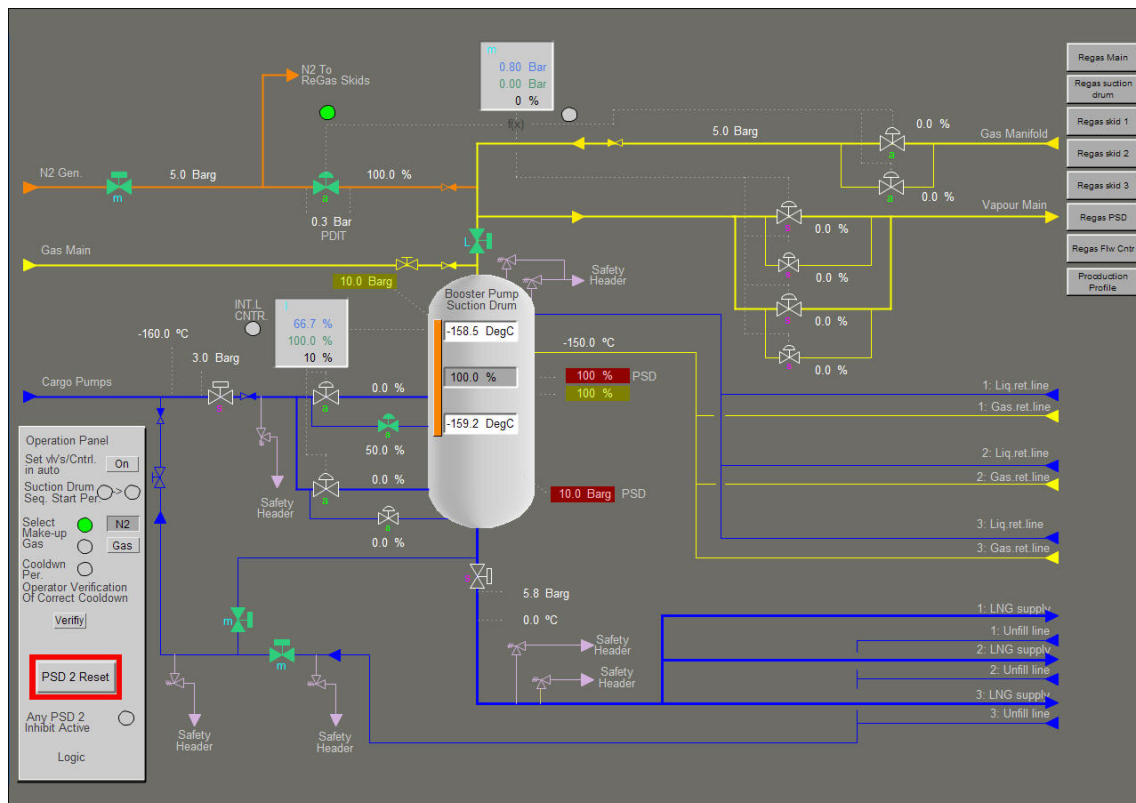 N2 To
ReGas Skids
m
0.80 Bar
0.00 Bar
0 %
f(x)
N2 Gen.
5.0 Barg
m
100.0 %
a
0.3 Bar
PDIT
5.0 Barg
0.0 %
Gas Manifold
a
a
0.0 %
Vapour Main
0.0 %
0.0 %
0.0 %
0.0 %
L
Gas Main
10.0 Barg
Safety
Header
Booster Pump
Suction Drum
-158.5 DegC
100.0 %
-159.2 DegC
INT.L
CNTR.
66.7 %
100.0 %
10 %
-160.0 ºC
3.0 Barg
Cargo Pumps
0.0 %
a
a
50.0 %
0.0 %
a
a
0.0 %
Safety
Header
-150.0 ºC
100 %
PSD
100 %
10.0 Barg
PSD
1: Liq.ret.line
1: Gas.ret.line
2: Liq.ret.line
2: Gas.ret.line
3: Liq.ret.line
3: Gas.ret.line
5.8 Barg
0.0 ºC
Safety
Header
Safety
Header
1: LNG supply
1: Unfill line
2: LNG supply
2: Unfill line
3: LNG supply
3: Unfill line
m
m
Safety
Header
Safety
Header
Operation Panel
Set vlv's/Cntrl.
in auto
On
Suction Drum
Seq. Start Per.
->
Select
Make-up
Gas
N2
Gas
Cooldwn
Per.
Operator Verification
Of Correct Cooldown
Verifiy
PSD 2 Reset
Any PSD 2
Inhibit Active
Logic
Regas Main
Regas suction
drum
Regas skid 1
Regas skid 2
Regas skid 3
Regas PSD
Regas Flw Cntr
Procduction
Profile